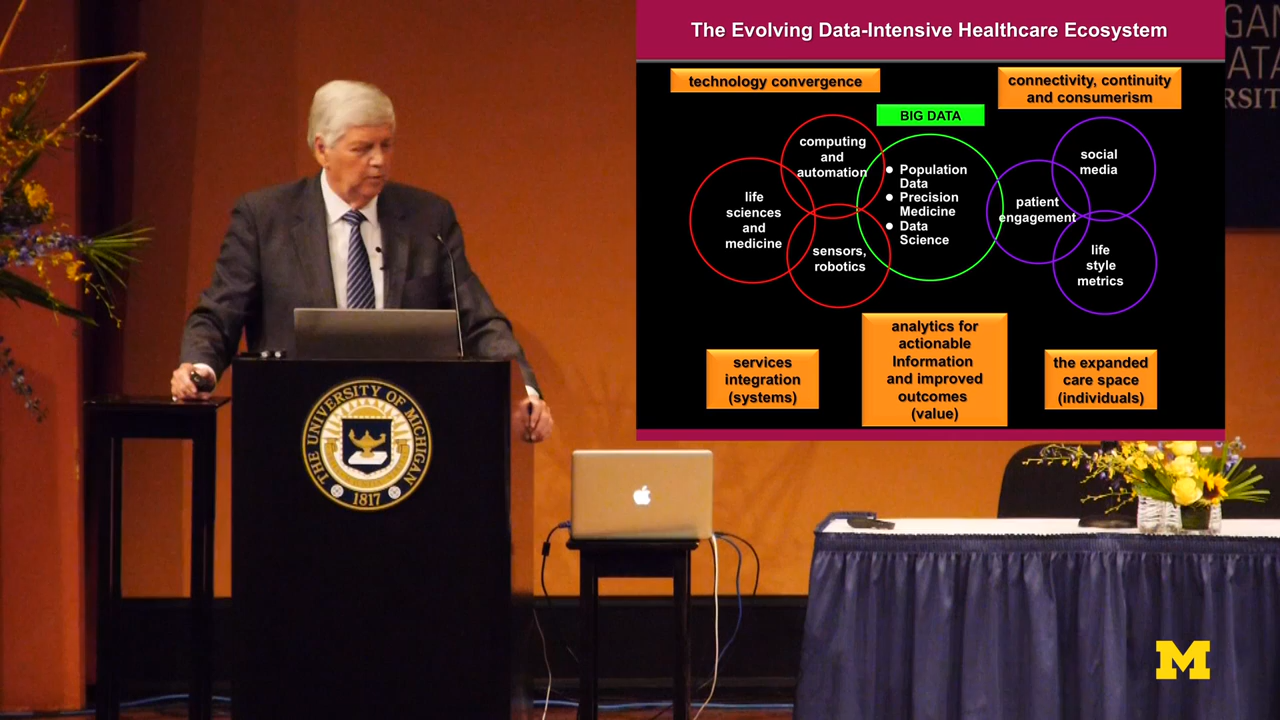 The Evolving Data-Intensive Healthcare Ecosystem
technology convergence
connectivity, continuity
and consumerism
BIG DATA
computing
and
automation
life
sciences
and
medicine
sensors,
robotics
● Population
Data
● Precision
Medicine
● Data
Science
patient
engagement
social
media
life
style
metrics
services
integration
(systems)
analytics for
actionable
Information
and improved
outcomes
(value)
the expanded
care space
(individuals)
THE UNIVERSITY OF MICHIGAN
1817
M